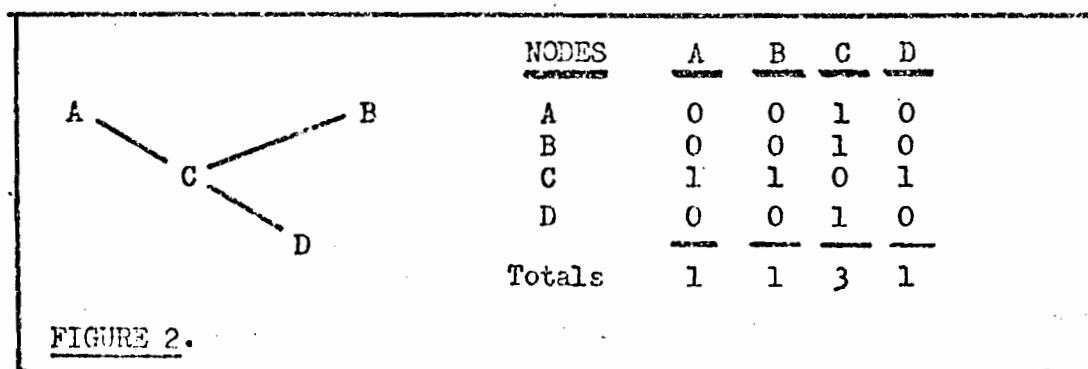 NODES A B C D
A 0 0 1 0
B 0 0 1 0
C 1 1 0 1
D 0 0 1 0
Totals 1 1 3 1
A B
C
D
FIGURE 2.